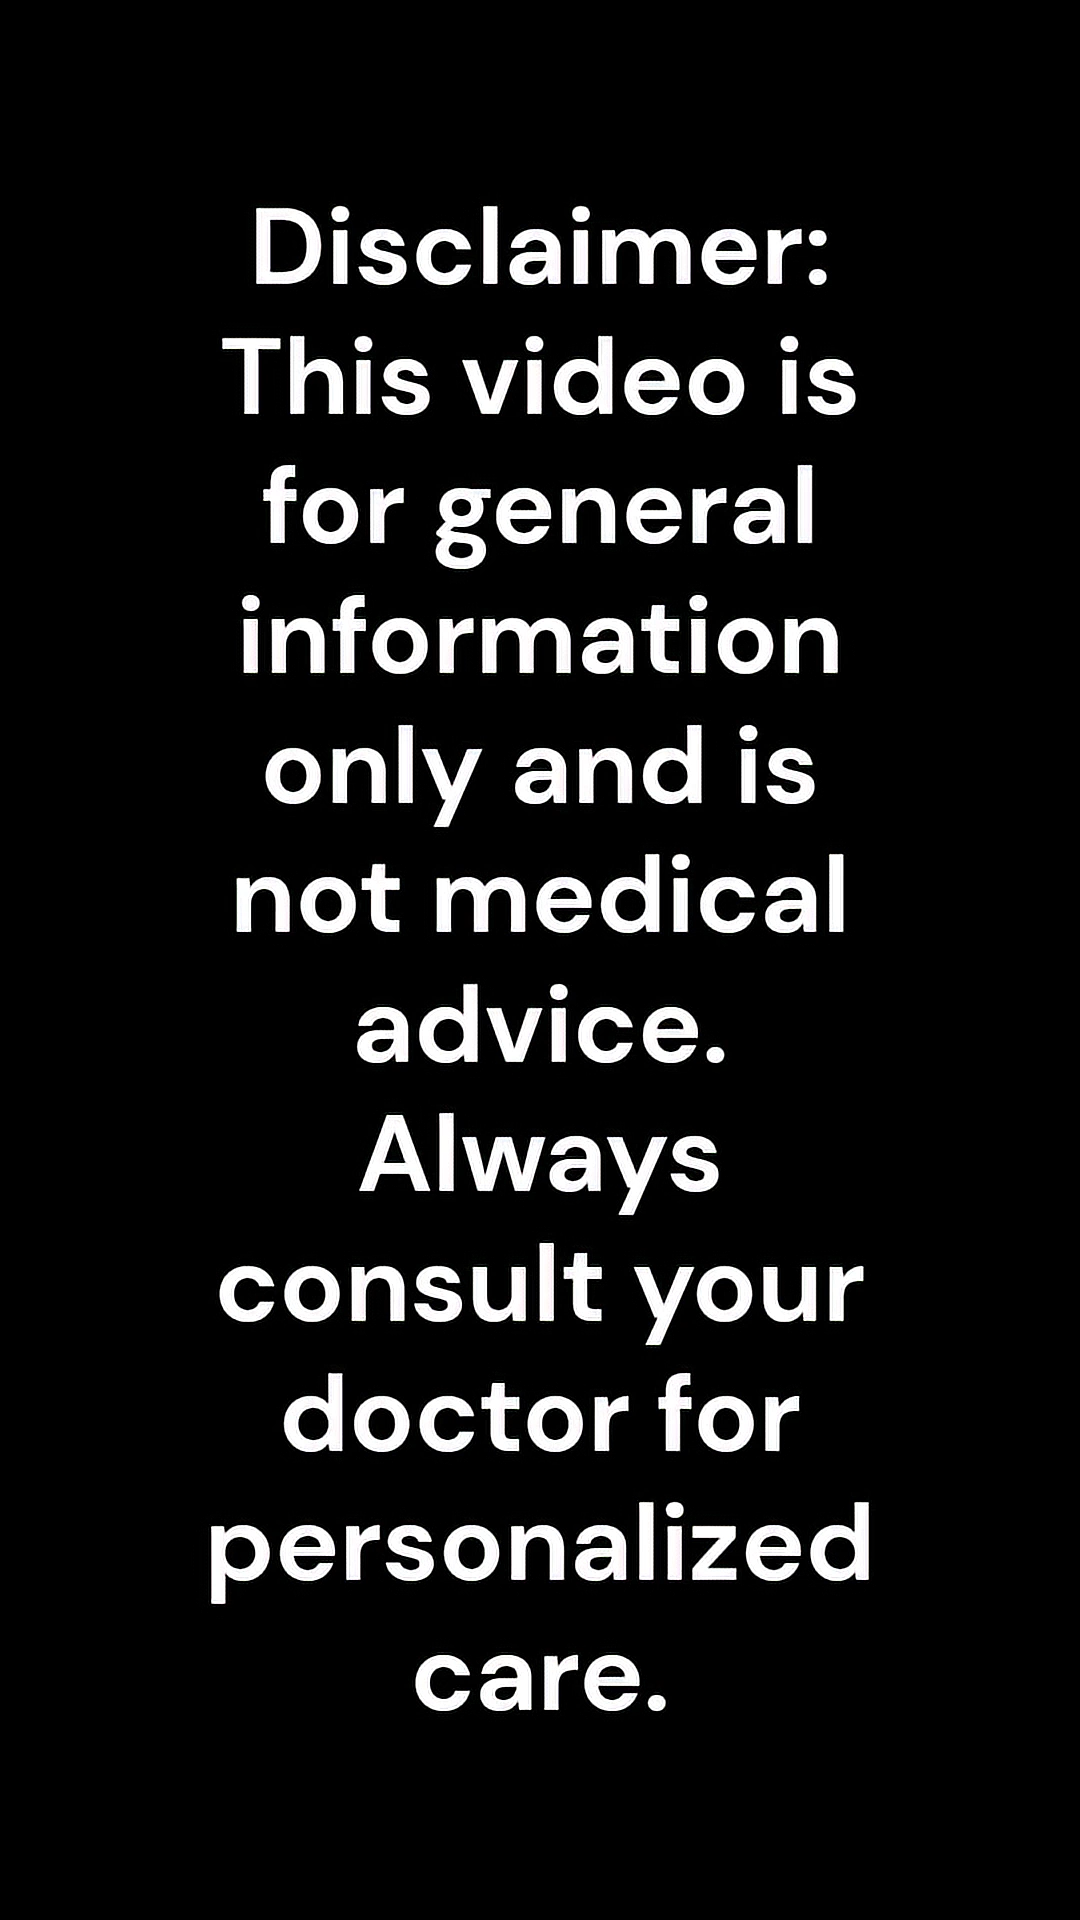 Disclaimer:
This video is
for general
information
only and is
not medical
advice.
Always
consult your
doctor for
personalized
care.